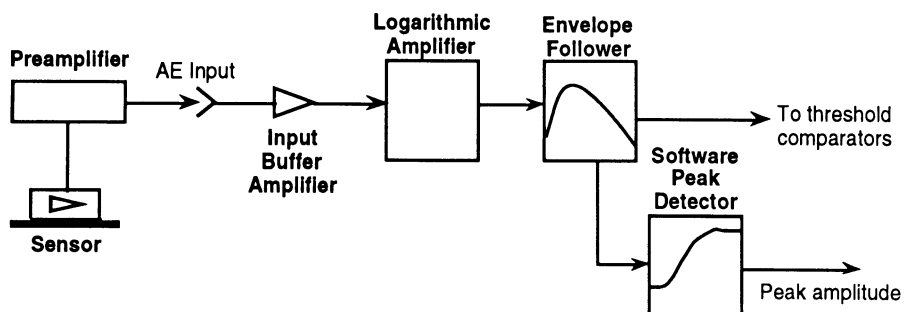 Preamplifier
AE Input
Input
Buffer
Amplifier
Logarithmic
Amplifier
Envelope
Follower
To threshold
comparators
Software
Peak
Detector
Peak amplitude
Sensor